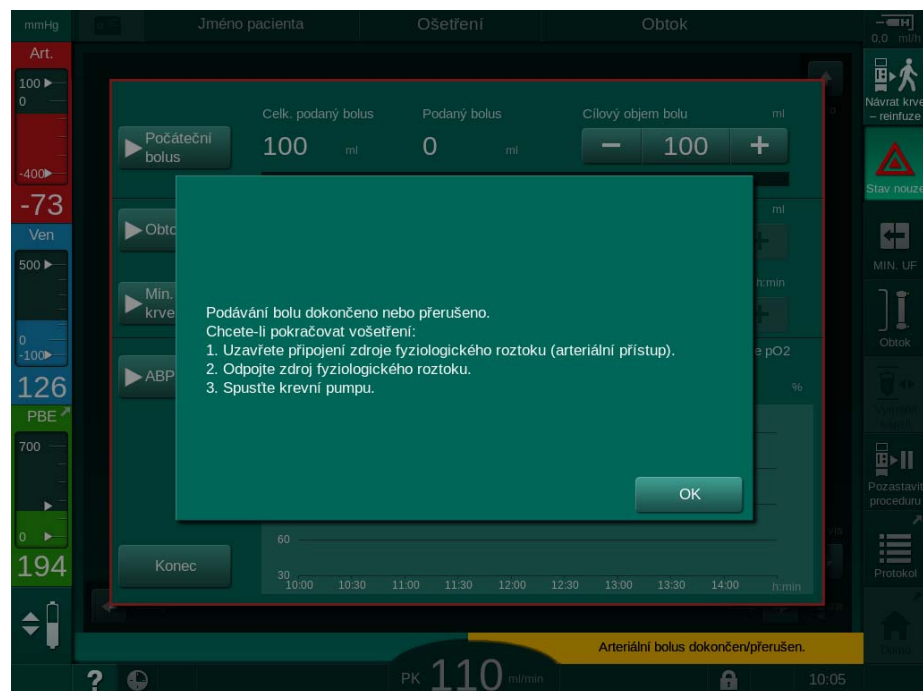 mmHg
Jméno pacienta
Ošetření
Obtok
0,0 ml/h
Art.
100
0
-400
-73
Ven
500
0
-100
126
PBE
700
0
194
Celk. podaný bolus
Podaný bolus
Cílový objem bolu
ml
Počáteční
bolus
100 ml
0 ml
− 100 +
ml
h:min
Min.
krve
ABP
e pO2
%
Podávání bolu dokončeno nebo přerušeno.
Chcete-li pokračovat vošetření:
1. Uzavřete připojení zdroje fyziologického roztoku (arteriální přístup).
2. Odpojte zdroj fyziologického roztoku.
3. Spusťte krevní pumpu.
OK
60
30
10:00 10:30 11:00 11:30 12:00 12:30 13:00 13:30 14:00 h:min
Konec
Návrat krve
– reinfuze
Stav nouze
MIN. UF
Obtok
Pozastavit
proceduru
Protokol
Domů
Arteriální bolus dokončen/přerušen.
?
PK 110 ml/min
10:05